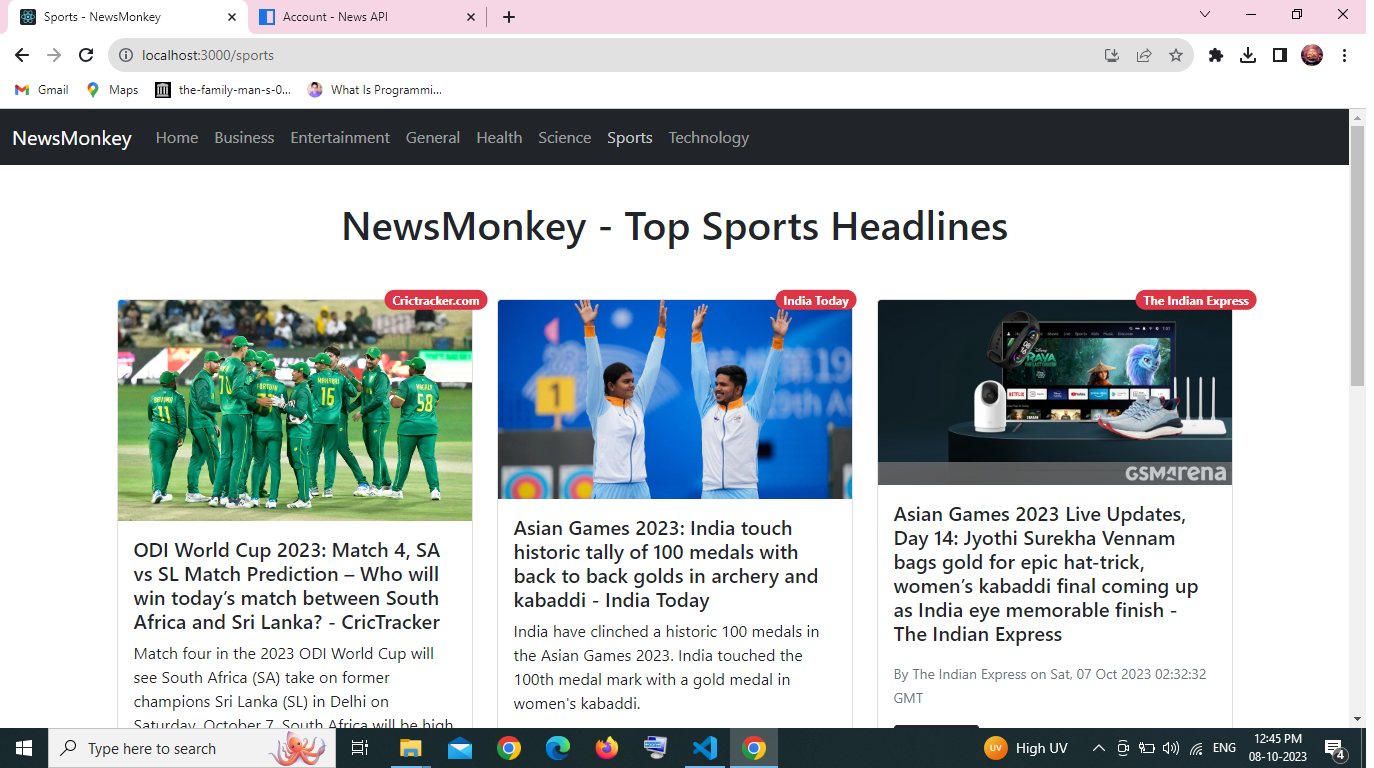 Sports - NewsMonkey
Account - News API
localhost:3000/sports
Gmail
Maps
the-family-man-s-0...
What Is Programmi...
NewsMonkey Home Business Entertainment General Health Science Sports Technology
NewsMonkey - Top Sports Headlines
Crictracker.com
ODI World Cup 2023: Match 4, SA
vs SL Match Prediction – Who will
win today’s match between South
Africa and Sri Lanka? - CricTracker
Match four in the 2023 ODI World Cup will
see South Africa (SA) take on former
champions Sri Lanka (SL) in Delhi on
Saturday, October 7. South Africa will be high
India Today
1
Asian Games 2023: India touch
historic tally of 100 medals with
back to back golds in archery and
kabaddi - India Today
India have clinched a historic 100 medals in
the Asian Games 2023. India touched the
100th medal mark with a gold medal in
women's kabaddi.
The Indian Express
RAYA
NETFLIX
GSMArena
Asian Games 2023 Live Updates,
Day 14: Jyothi Surekha Vennam
bags gold for epic hat-trick,
women’s kabaddi final coming up
as India eye memorable finish -
The Indian Express
By The Indian Express on Sat, 07 Oct 2023 02:32:32
GMT
11
16
58
Type here to search
UV
High UV
ENG
12:45 PM
08-10-2023
4